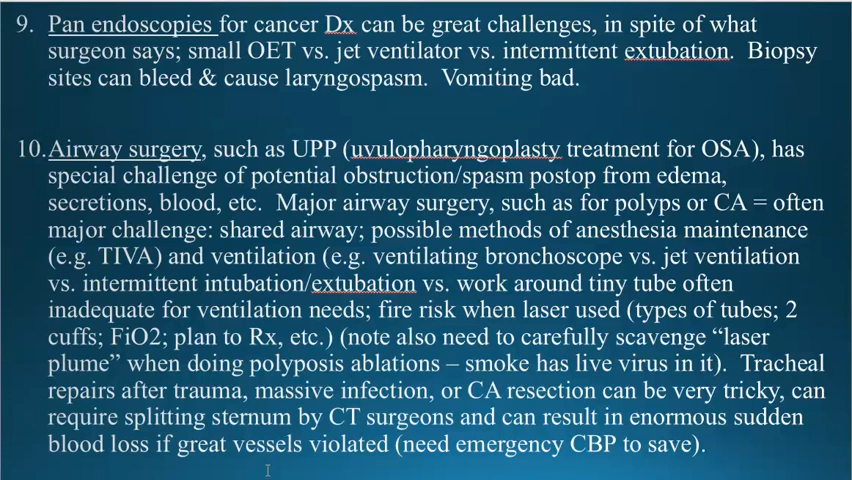 9. Pan endoscopies for cancer Dx can be great challenges, in spite of what
surgeon says; small OET vs. jet ventilator vs. intermittent extubation. Biopsy
sites can bleed & cause laryngospasm. Vomiting bad.
10. Airway surgery, such as UPP (uvulopharyngoplasty treatment for OSA), has
special challenge of potential obstruction/spasm postop from edema,
secretions, blood, etc. Major airway surgery, such as for polyps or CA = often
major challenge: shared airway; possible methods of anesthesia maintenance
(e.g. TIVA) and ventilation (e.g. ventilating bronchoscope vs. jet ventilation
vs. intermittent intubation/extubation vs. work around tiny tube often
inadequate for ventilation needs; fire risk when laser used (types of tubes; 2
cuffs; FiO2; plan to Rx, etc.) (note also need to carefully scavenge “laser
plume” when doing polyposis ablations – smoke has live virus in it). Tracheal
repairs after trauma, massive infection, or CA resection can be very tricky, can
require splitting sternum by CT surgeons and can result in enormous sudden
blood loss if great vessels violated (need emergency CBP to save).